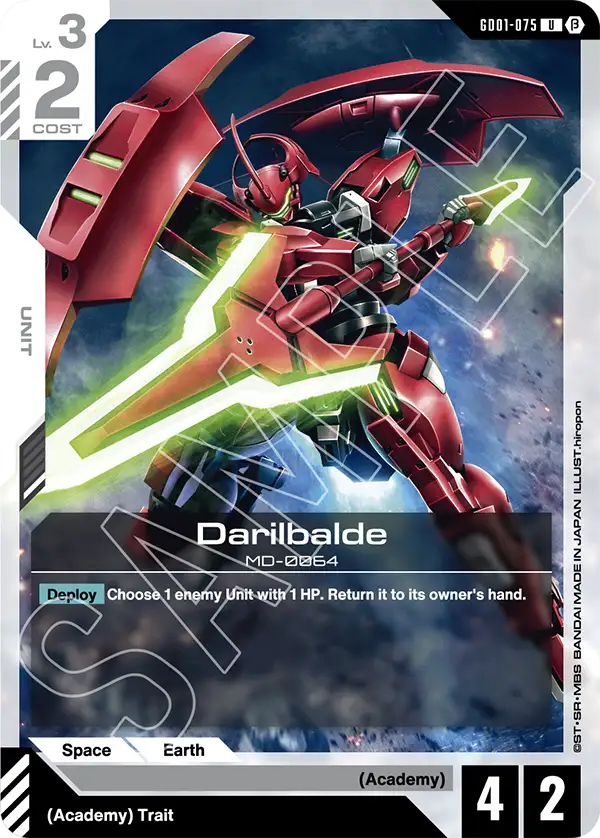 GD01-075 U β
Lv. 3
2
COST
UNIT
Darilbalde
MD-0064
Deploy Choose 1 enemy Unit with 1 HP. Return it to its owner's hand.
SAMPLE
©ST・SR・MBS BANDAI MADE IN JAPAN ILLUST.hiropon
Space Earth
(Academy)
(Academy) Trait
4 2